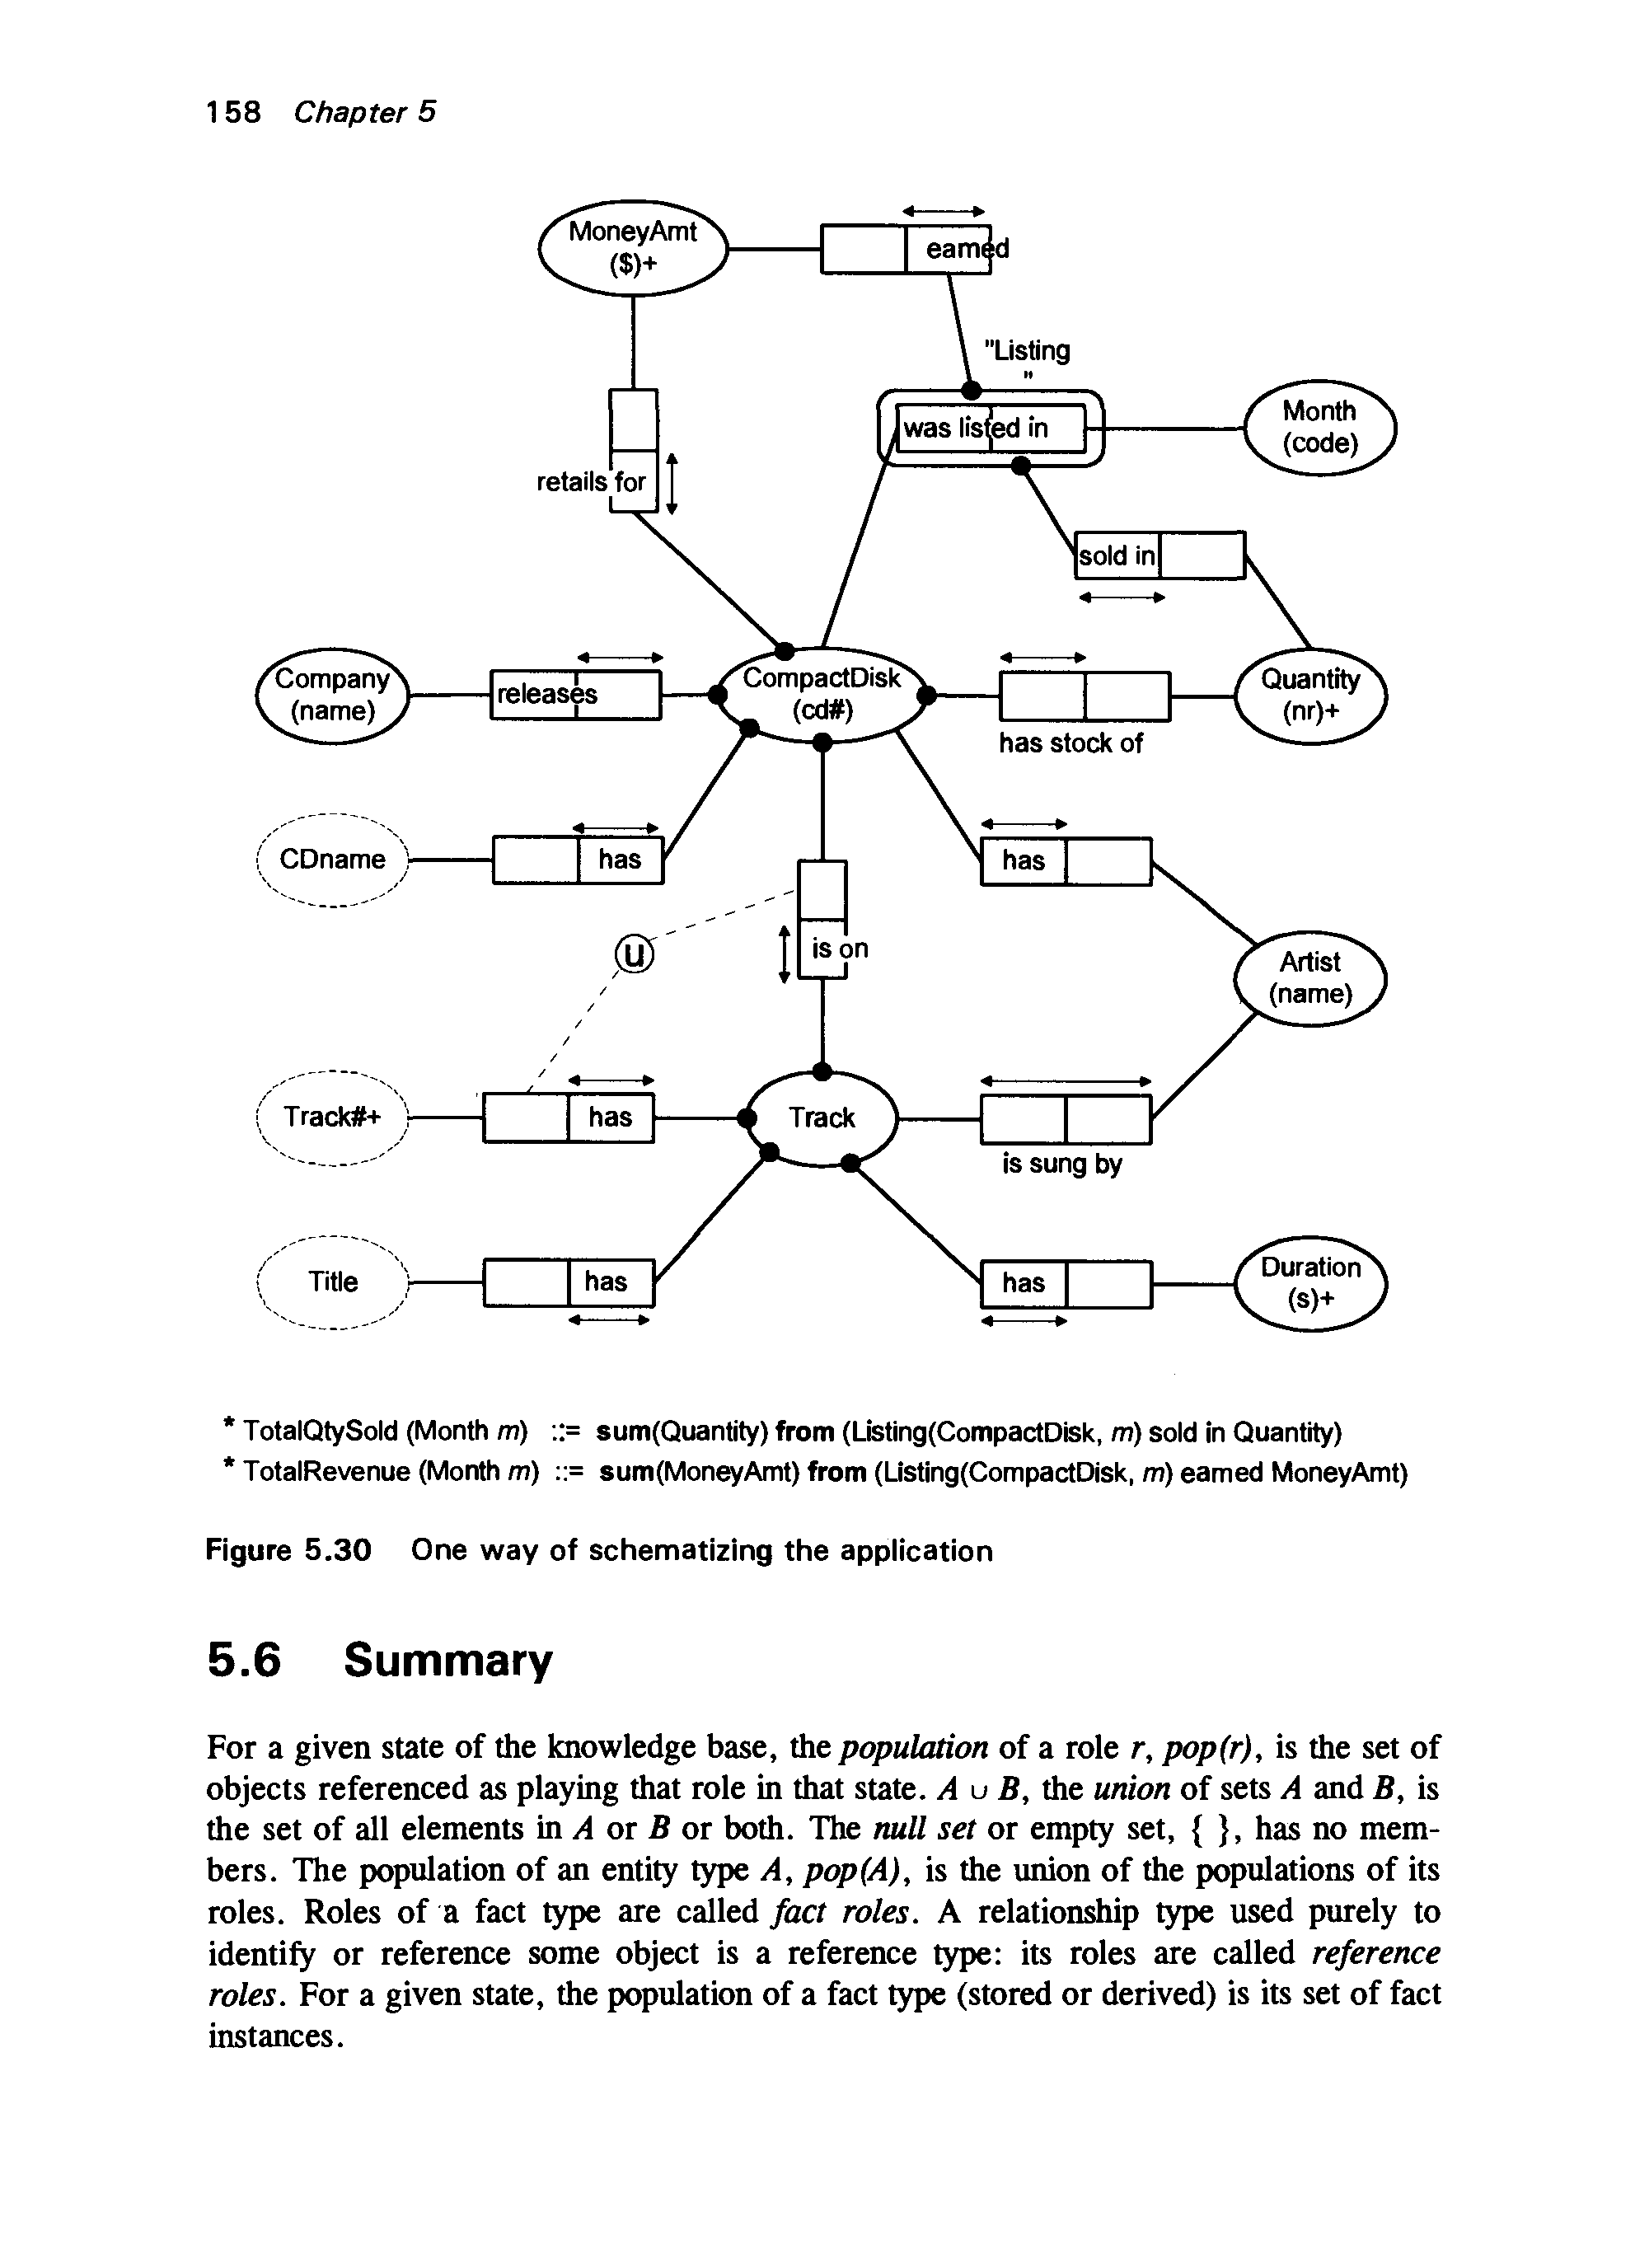 158 Chapter 5
MoneyAmt
($)+
earned
"Listing
"
was listed in
Month
(code)
retails for
sold in
Company
(name)
releases
CompactDisk
(cd#)
has stock of
Quantity
(nr)+
CDname
has
has
U
is on
Artist
(name)
Track#+
has
Track
is sung by
Title
has
has
Duration
(s)+
* TotalQtySold (Month m) ::= sum(Quantity) from (Listing(CompactDisk, m) sold in Quantity)
* TotalRevenue (Month m) ::= sum(MoneyAmt) from (Listing(CompactDisk, m) earned MoneyAmt)
Figure 5.30 One way of schematizing the application
5.6 Summary
For a given state of the knowledge base, the population of a role r, pop(r), is the set of
objects referenced as playing that role in that state. A ∪ B, the union of sets A and B, is
the set of all elements in A or B or both. The null set or empty set, { }, has no mem-
bers. The population of an entity type A, pop(A), is the union of the populations of its
roles. Roles of a fact type are called fact roles. A relationship type used purely to
identify or reference some object is a reference type: its roles are called reference
roles. For a given state, the population of a fact type (stored or derived) is its set of fact
instances.